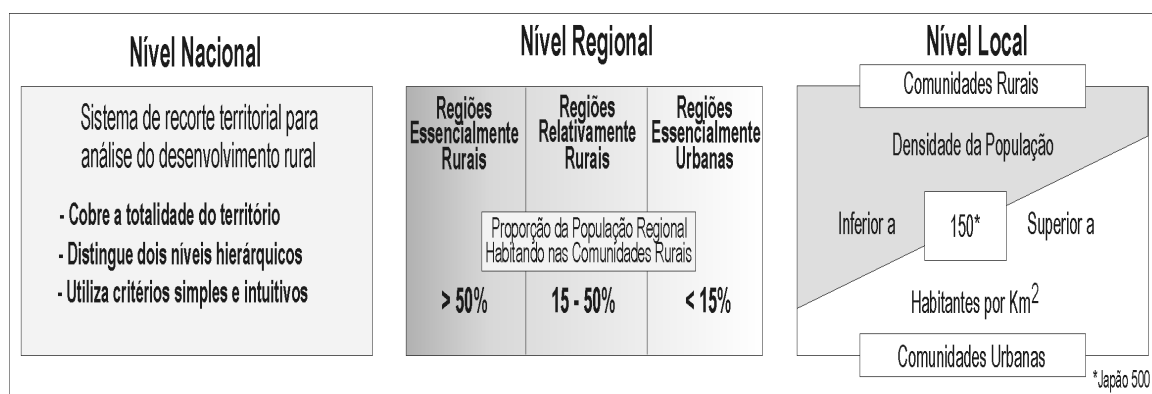 Nível Nacional
Sistema de recorte territorial para
análise do desenvolvimento rural
- Cobre a totalidade do território
- Distingue dois níveis hierárquicos
- Utiliza critérios simples e intuitivos
Nível Regional
Regiões
Essencialmente
Rurais
Regiões
Relativamente
Rurais
Regiões
Essencialmente
Urbanas
Proporção da População Regional
Habitando nas Comunidades Rurais
> 50%
15 - 50%
< 15%
Nível Local
Comunidades Rurais
Densidade da População
Inferior a
150*
Superior a
Habitantes por Km²
Comunidades Urbanas
*Japão 500